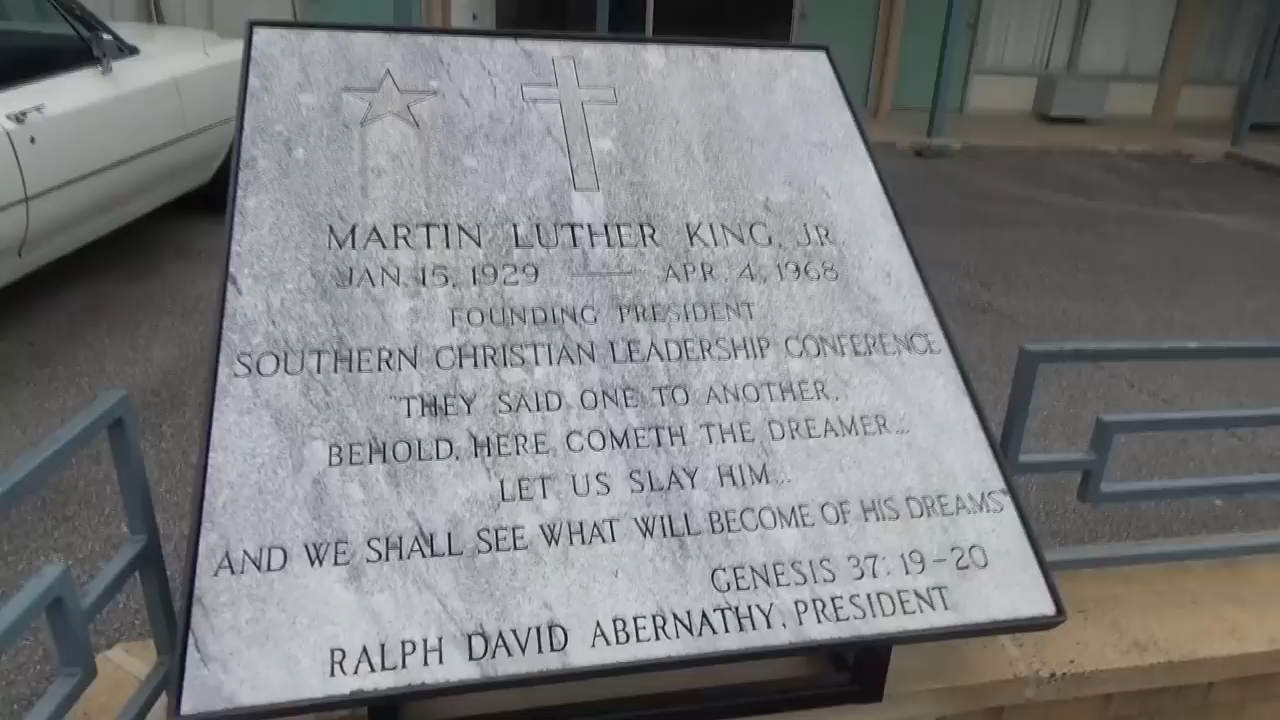 MARTIN LUTHER KING, JR.
JAN. 15, 1929 — APR. 4, 1968
FOUNDING PRESIDENT
SOUTHERN CHRISTIAN LEADERSHIP CONFERENCE
"THEY SAID ONE TO ANOTHER,
BEHOLD, HERE COMETH THE DREAMER...
LET US SLAY HIM...
AND WE SHALL SEE WHAT WILL BECOME OF HIS DREAMS"
GENESIS 37: 19-20
RALPH DAVID ABERNATHY, PRESIDENT